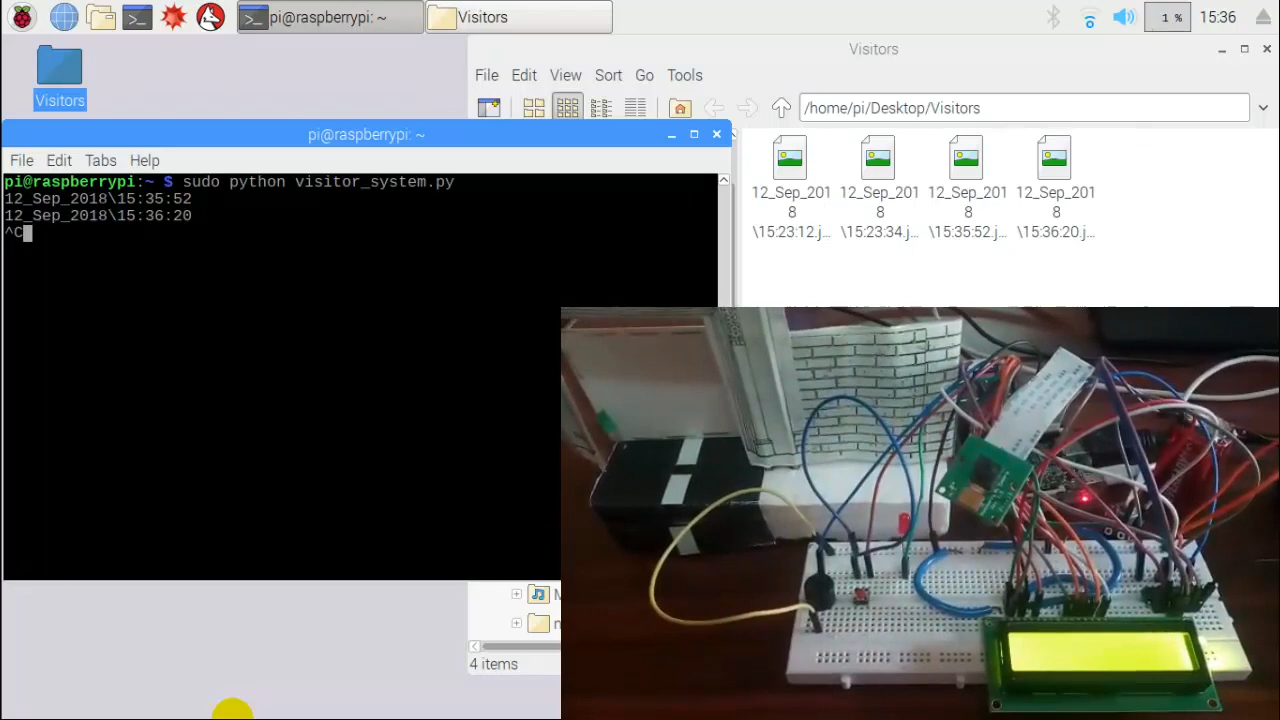 pi@raspberrypi: ~
Visitors
1 %
15:36
Visitors
Visitors
File Edit View Sort Go Tools
/home/pi/Desktop/Visitors
12_Sep_201
8
\15:23:12.j...
12_Sep_201
8
\15:23:34.j...
12_Sep_201
8
\15:35:52.j...
12_Sep_201
8
\15:36:20.j...
pi@raspberrypi: ~
File Edit Tabs Help
pi@raspberrypi:~ $ sudo python visitor_system.py
12_Sep_2018\15:35:52
12_Sep_2018\15:36:20
^C
4 items